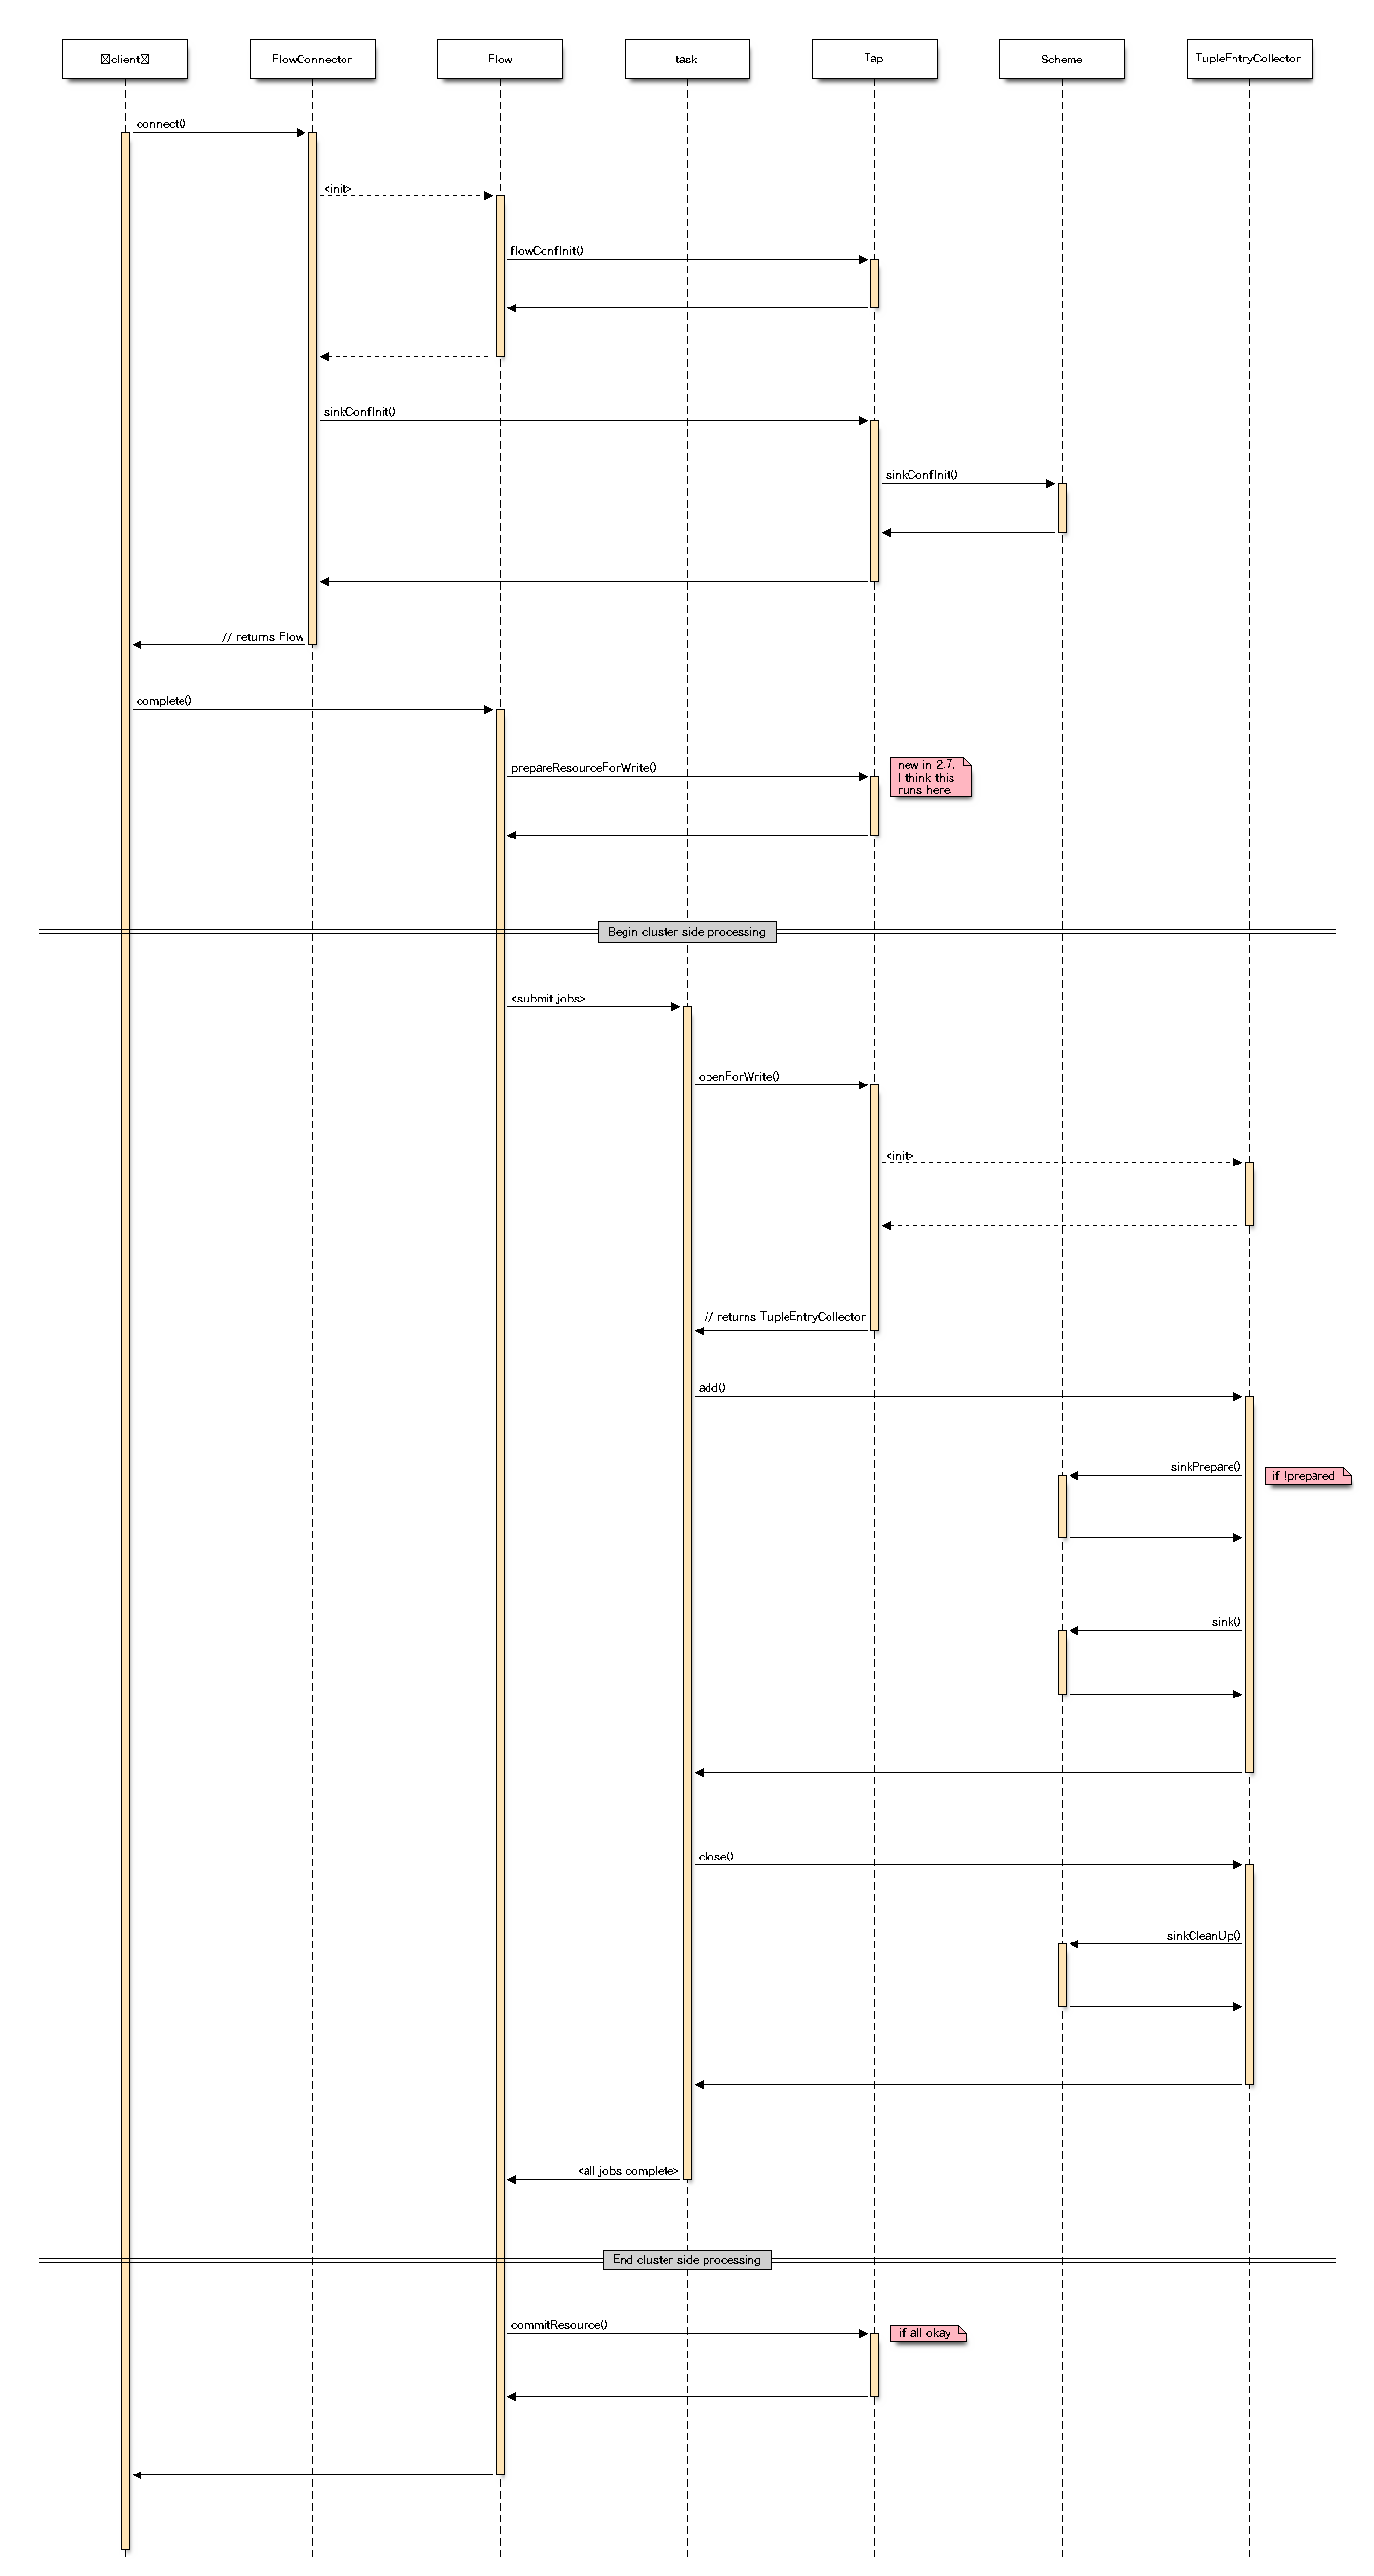 client
FlowConnector
Flow
task
Tap
Scheme
TupleEntryCollector
connect()
<init>
flowConfInit()
sinkConfInit()
sinkConfInit()
// returns Flow
complete()
prepareResourceForWrite()
new in 2.7.
I think this
runs here.
Begin cluster side processing
<submit jobs>
openForWrite()
<init>
// returns TupleEntryCollector
add()
sinkPrepare()
if !prepared
sink()
close()
sinkCleanUp()
<all jobs complete>
End cluster side processing
commitResource()
if all okay